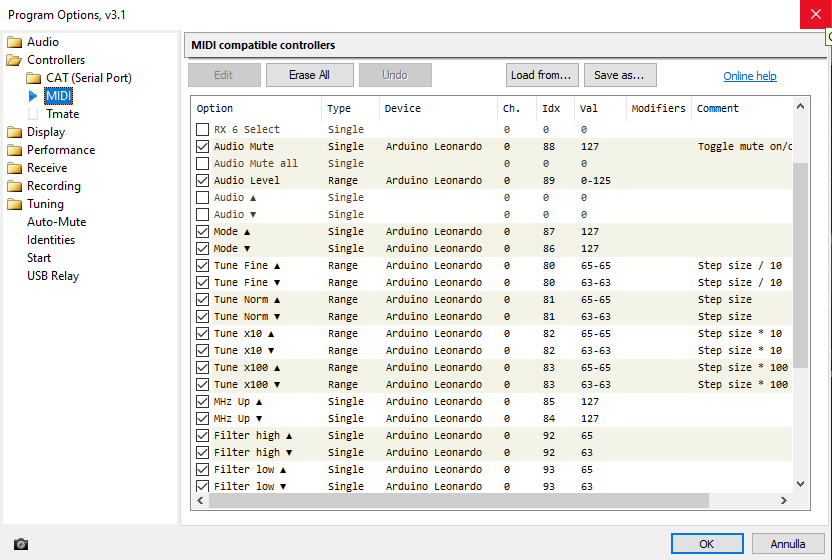 Program Options, v3.1
Audio
Controllers
CAT (Serial Port)
MIDI
Tmate
Display
Performance
Receive
Recording
Tuning
Auto-Mute
Identities
Start
USB Relay
MIDI compatible controllers
Edit Erase All Undo Load from... Save as... Online help
Option Type Device Ch. Idx Val Modifiers Comment
RX 6 Select Single 0 0 0
Audio Mute Single Arduino Leonardo 0 88 127 Toggle mute on/o
Audio Mute all Single 0 0 0
Audio Level Range Arduino Leonardo 0 89 0-125
Audio ▲ Single 0 0 0
Audio ▼ Single 0 0 0
Mode ▲ Single Arduino Leonardo 0 87 127
Mode ▼ Single Arduino Leonardo 0 86 127
Tune Fine ▲ Range Arduino Leonardo 0 80 65-65 Step size / 10
Tune Fine ▼ Range Arduino Leonardo 0 80 63-63 Step size / 10
Tune Norm ▲ Range Arduino Leonardo 0 81 65-65 Step size
Tune Norm ▼ Range Arduino Leonardo 0 81 63-63 Step size
Tune x10 ▲ Range Arduino Leonardo 0 82 65-65 Step size * 10
Tune x10 ▼ Range Arduino Leonardo 0 82 63-63 Step size * 10
Tune x100 ▲ Range Arduino Leonardo 0 83 65-65 Step size * 100
Tune x100 ▼ Range Arduino Leonardo 0 83 63-63 Step size * 100
MHz Up ▲ Single Arduino Leonardo 0 85 127
MHz Up ▼ Single Arduino Leonardo 0 84 127
Filter high ▲ Single Arduino Leonardo 0 92 65
Filter high ▼ Single Arduino Leonardo 0 92 63
Filter low ▲ Single Arduino Leonardo 0 93 65
Filter low ▼ Single Arduino Leonardo 0 93 63
OK Annulla